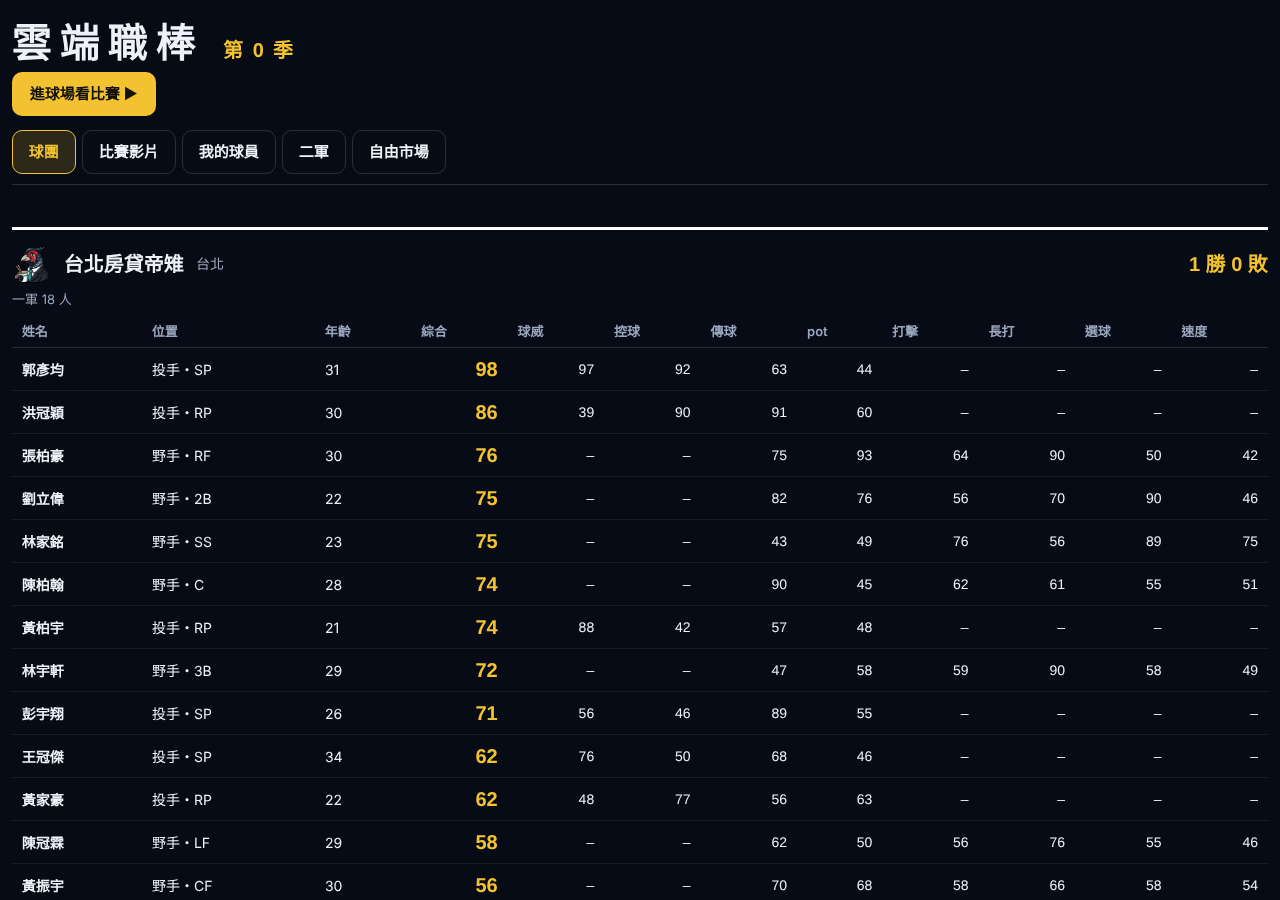 雲端職棒 第 0 季
進球場看比賽 ▶
球團 比賽影片 我的球員 二軍 自由市場
台北房貸帝雉 台北 1 勝 0 敗
一軍 18 人
姓名 位置 年齡 綜合 球威 控球 傳球 pot 打擊 長打 選球 速度
郭彥均 投手・SP 31 98 97 92 63 44 – – – –
洪冠穎 投手・RP 30 86 39 90 91 60 – – – –
張柏豪 野手・RF 30 76 – – 75 93 64 90 50 42
劉立偉 野手・2B 22 75 – – 82 76 56 70 90 46
林家銘 野手・SS 23 75 – – 43 49 76 56 89 75
陳柏翰 野手・C 28 74 – – 90 45 62 61 55 51
黃柏宇 投手・RP 21 74 88 42 57 48 – – – –
林宇軒 野手・3B 29 72 – – 47 58 59 90 58 49
彭宇翔 投手・SP 26 71 56 46 89 55 – – – –
王冠傑 投手・SP 34 62 76 50 68 46 – – – –
黃家豪 投手・RP 22 62 48 77 56 63 – – – –
陳冠霖 野手・LF 29 58 – – 62 50 56 76 55 46
黃振宇 野手・CF 30 56 – – 70 68 58 66 58 54